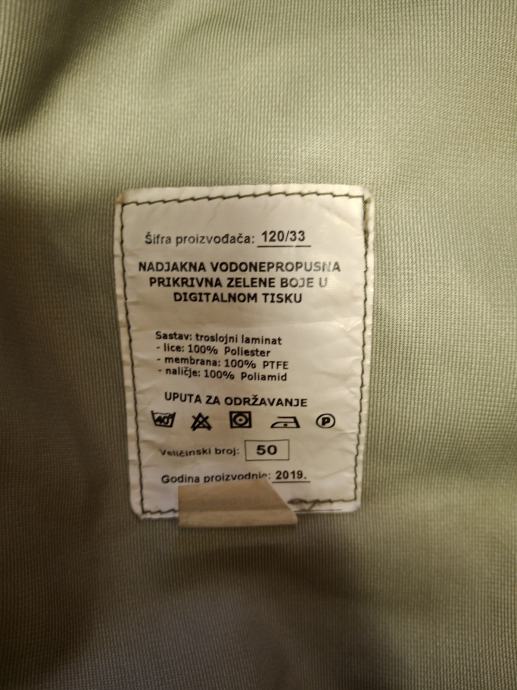 Šifra proizvođača: 120/33
NADJAKNA VODONEPROPUSNA
PRIKRIVNA ZELENE BOJE U
DIGITALNOM TISKU
Sastav: troslojni laminat
- lice: 100% Poliester
- membrana: 100% PTFE
- naličje: 100% Poliamid
UPUTA ZA ODRŽAVANJE
40 P
Veličinski broj: 50
Godina proizvodnje: 2019.